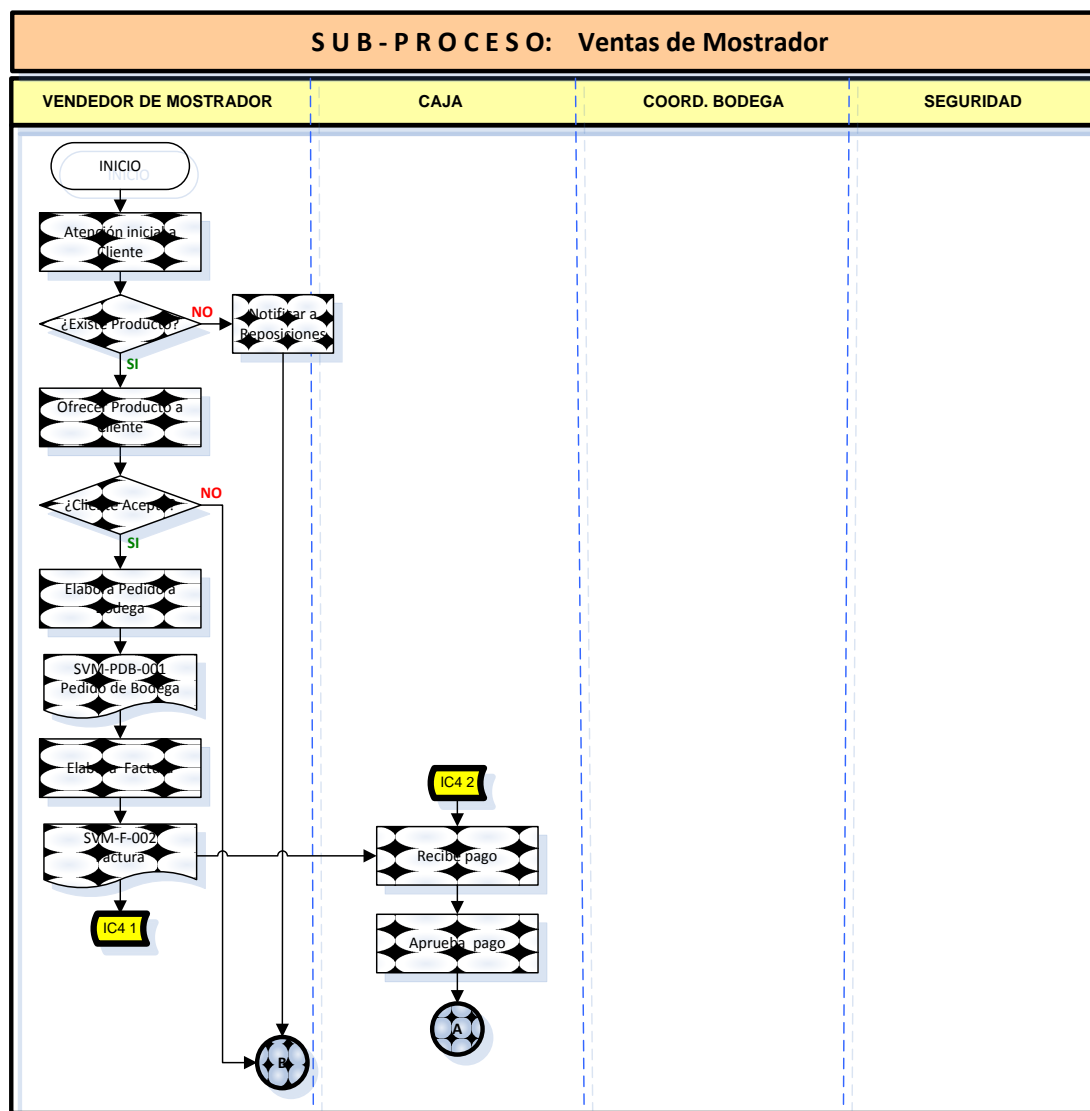 S U B - P R O C E S O: Ventas de Mostrador
VENDEDOR DE MOSTRADOR
CAJA
COORD. BODEGA
SEGURIDAD
INICIO
Atención inicial a
Cliente
¿Existe Producto?
NO
Notificar a
Reposiciones
SI
Ofrecer Producto a
Cliente
¿Cliente Acepta?
NO
SI
Elabora Pedido a
Bodega
SVM-PDB-001
Pedido de Bodega
Elabora Factura
IC4 2
SVM-F-002
Factura
Recibe pago
IC4 1
Aprueba pago
A
B